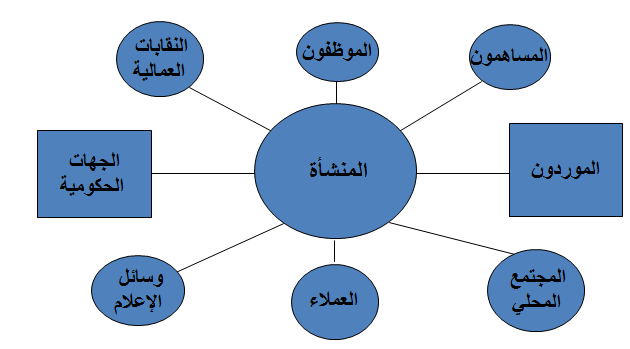 المساهمون
الموظفون
النقابات
العمالية
الموردون
المنشأة
الجهات
الحكومية
المجتمع
المحلي
العملاء
وسائل
الإعلام